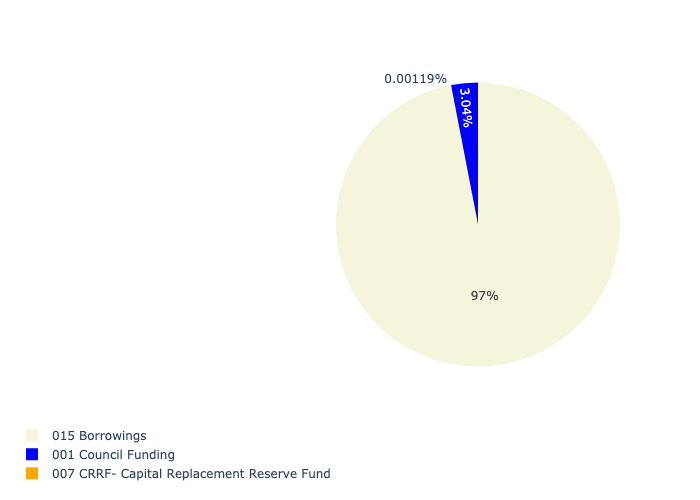 0.00119%
3.04%
97%
015 Borrowings
001 Council Funding
007 CRRF- Capital Replacement Reserve Fund